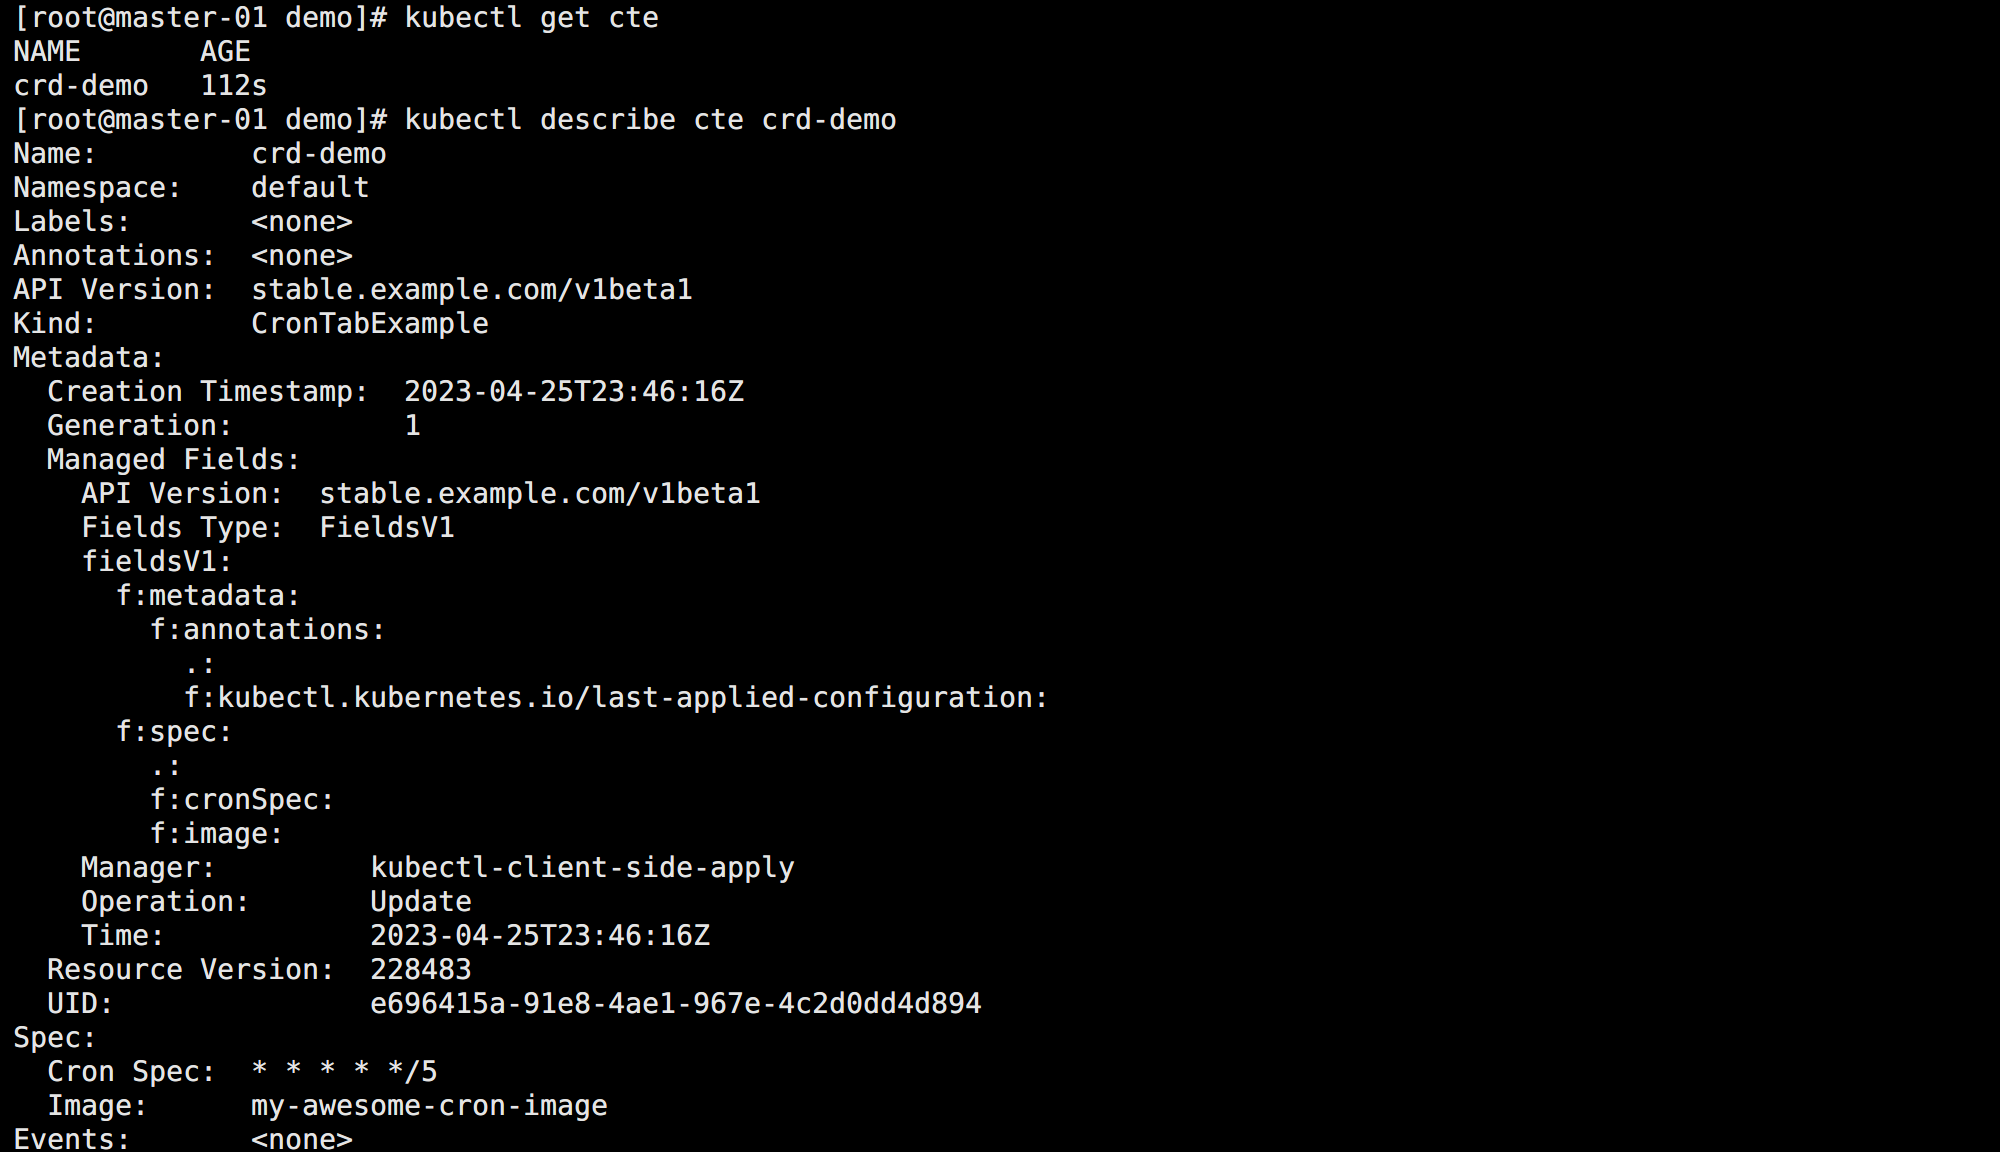 [root@master-01 demo]# kubectl get cte
NAME       AGE
crd-demo   112s
[root@master-01 demo]# kubectl describe cte crd-demo
Name:         crd-demo
Namespace:    default
Labels:       <none>
Annotations:  <none>
API Version:  stable.example.com/v1beta1
Kind:         CronTabExample
Metadata:
  Creation Timestamp:  2023-04-25T23:46:16Z
  Generation:          1
  Managed Fields:
    API Version:  stable.example.com/v1beta1
    Fields Type:  FieldsV1
    fieldsV1:
      f:metadata:
        f:annotations:
          .:
          f:kubectl.kubernetes.io/last-applied-configuration:
      f:spec:
        .:
        f:cronSpec:
        f:image:
    Manager:         kubectl-client-side-apply
    Operation:       Update
    Time:            2023-04-25T23:46:16Z
  Resource Version:  228483
  UID:               e696415a-91e8-4ae1-967e-4c2d0dd4d894
Spec:
  Cron Spec:  * * * * */5
  Image:      my-awesome-cron-image
Events:       <none>